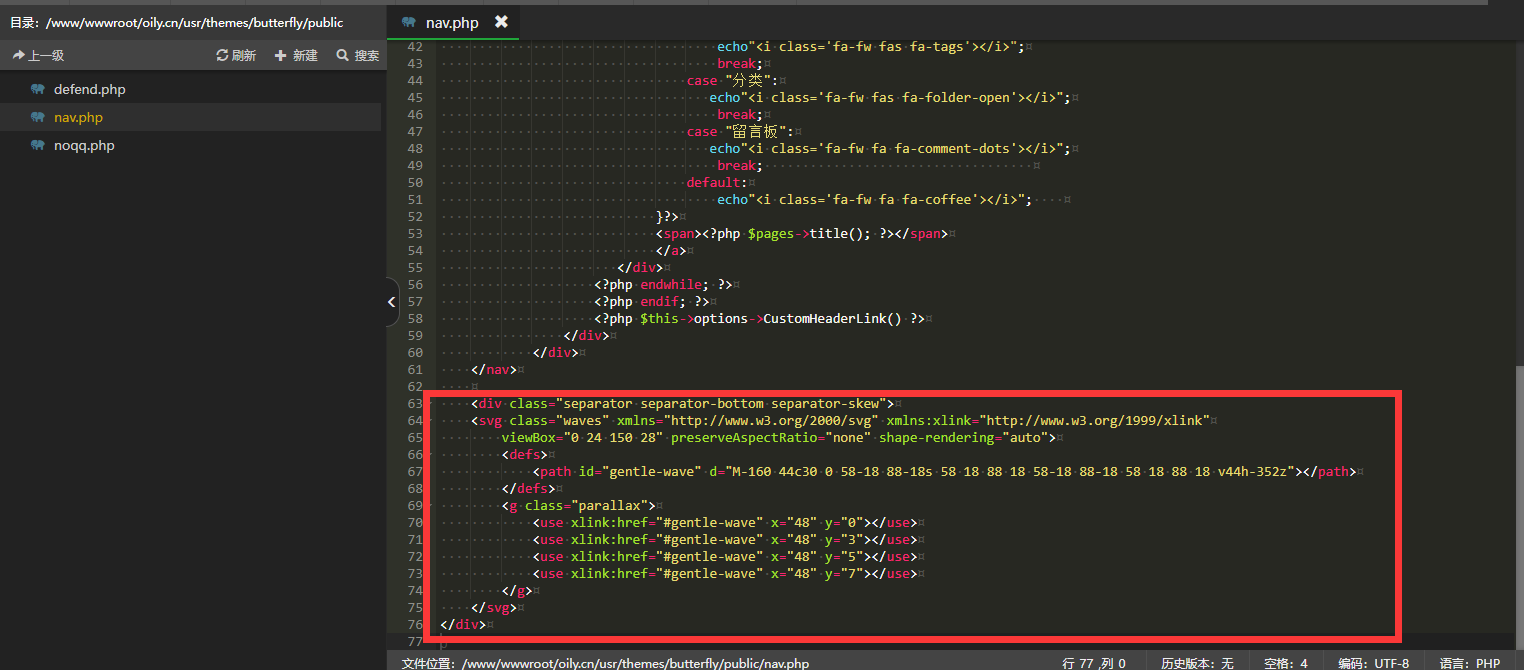 目录: /www/wwwroot/oily.cn/usr/themes/butterfly/public
上一级 刷新 新建 搜索
defend.php
nav.php
noqq.php
nav.php
42 echo"<i class='fa-fw fas fa-tags'></i>";
43 break;
44 case "分类":
45 echo"<i class='fa-fw fas fa-folder-open'></i>";
46 break;
47 case "留言板":
48 echo"<i class='fa-fw fa fa-comment-dots'></i>";
49 break;
50 default:
51 echo"<i class='fa-fw fa fa-coffee'></i>";
52 }?>
53 <span><?php $pages->title(); ?></span>
54 </a>
55 </div>
56 <?php endwhile; ?>
57 <?php endif; ?>
58 <?php $this->options->CustomHeaderLink() ?>
59 </div>
60 </div>
61 </nav>
62
63 <div class="separator separator-bottom separator-skew">
64 <svg class="waves" xmlns="http://www.w3.org/2000/svg" xmlns:xlink="http://www.w3.org/1999/xlink"
65 viewBox="0 24 150 28" preserveAspectRatio="none" shape-rendering="auto">
66 <defs>
67 <path id="gentle-wave" d="M-160 44c30 0 58-18 88-18s 58 18 88 18 58-18 88-18 58 18 88 18 v44h-352z"></path>
68 </defs>
69 <g class="parallax">
70 <use xlink:href="#gentle-wave" x="48" y="0"></use>
71 <use xlink:href="#gentle-wave" x="48" y="3"></use>
72 <use xlink:href="#gentle-wave" x="48" y="5"></use>
73 <use xlink:href="#gentle-wave" x="48" y="7"></use>
74 </g>
75 </svg>
76 </div>
77
文件位置: /www/wwwroot/oily.cn/usr/themes/butterfly/public/nav.php 行 77 ,列 0 历史版本: 无 空格: 4 编码: UTF-8 语言: PHP